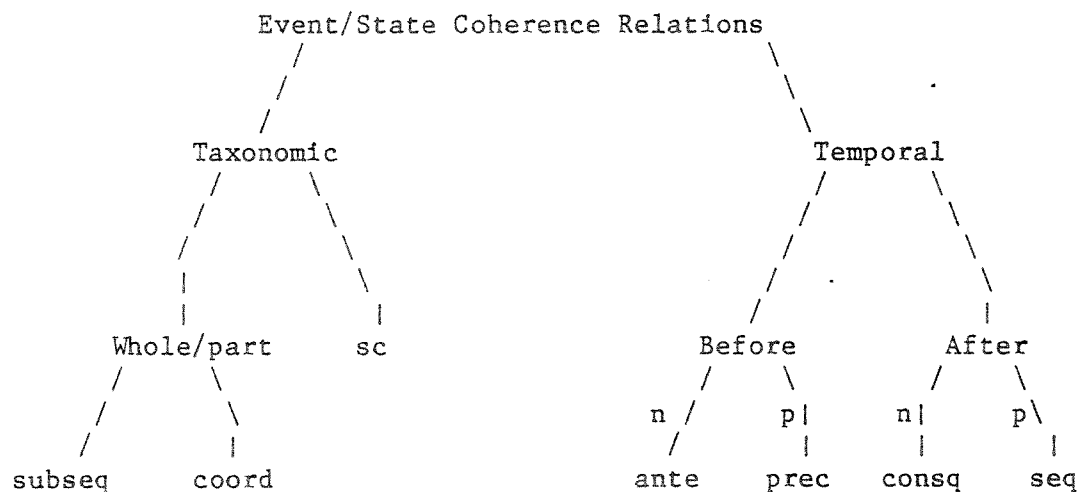 Event/State Coherence Relations
Taxonomic Temporal
Whole/part sc Before After
n p n p
subseq coord ante prec consq seq